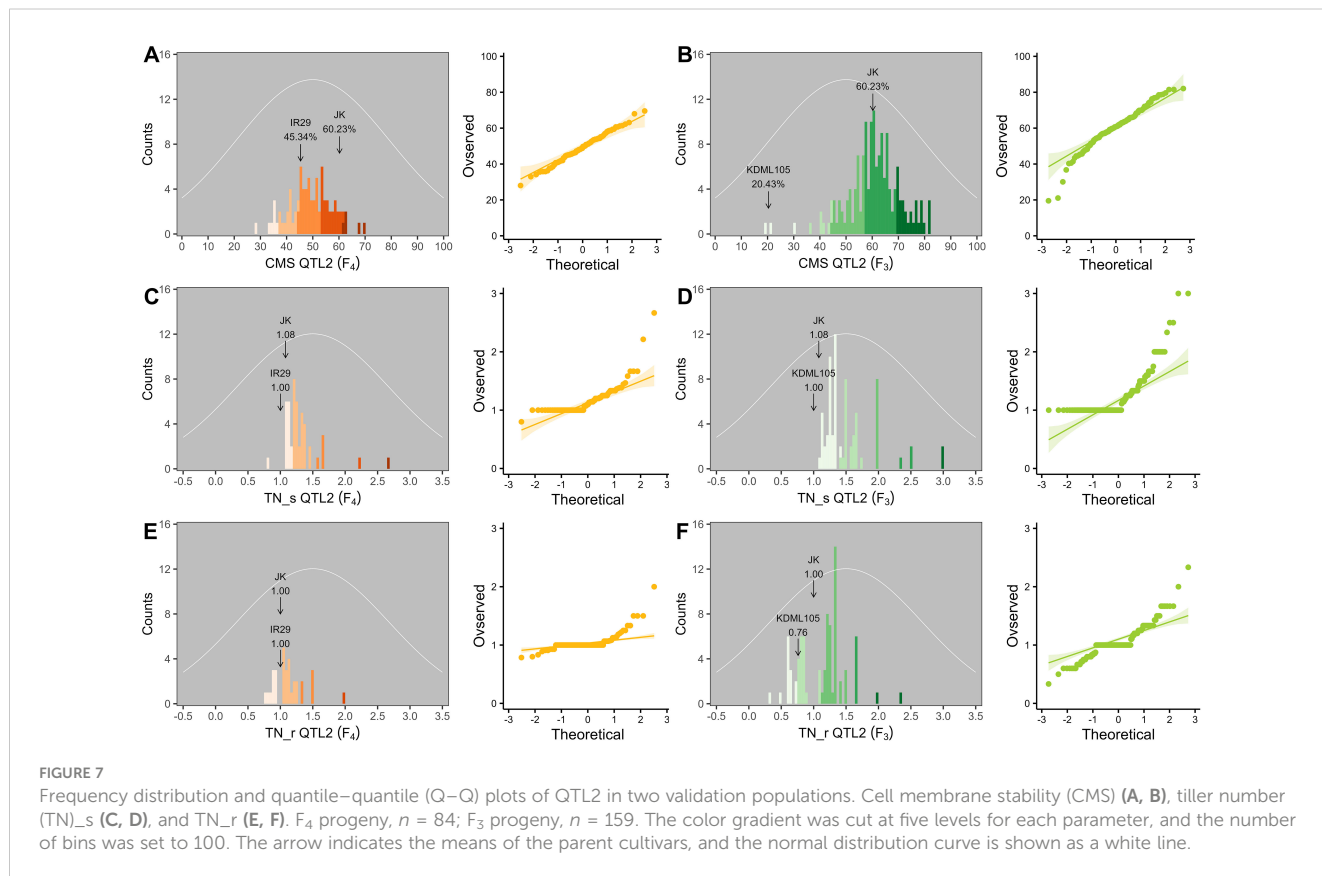 A
16
12
8
4
0
Counts
IR29
45.34%
JK
60.23%
0 10 20 30 40 50 60 70 80 90 100
CMS QTL2 (F4)
100
80
60
40
20
0
Ovserved
-3 -2 -1 0 1 2 3
Theoretical
B
16
12
8
4
0
Counts
KDML105
20.43%
JK
60.23%
0 10 20 30 40 50 60 70 80 90 100
CMS QTL2 (F3)
100
80
60
40
20
0
Ovserved
-3 -2 -1 0 1 2 3
Theoretical
C
16
12
8
4
0
Counts
JK
1.08
IR29
1.00
-0.5 0.0 0.5 1.0 1.5 2.0 2.5 3.0 3.5
TN_s QTL2 (F4)
3
2
1
0
Ovserved
-3 -2 -1 0 1 2 3
Theoretical
D
16
12
8
4
0
Counts
JK
1.08
KDML105
1.00
-0.5 0.0 0.5 1.0 1.5 2.0 2.5 3.0 3.5
TN_s QTL2 (F3)
3
2
1
0
Ovserved
-3 -2 -1 0 1 2 3
Theoretical
E
16
12
8
4
0
Counts
JK
1.00
IR29
1.00
-0.5 0.0 0.5 1.0 1.5 2.0 2.5 3.0 3.5
TN_r QTL2 (F4)
3
2
1
0
Ovserved
-3 -2 -1 0 1 2 3
Theoretical
F
16
12
8
4
0
Counts
JK
1.00
KDML105
0.76
-0.5 0.0 0.5 1.0 1.5 2.0 2.5 3.0 3.5
TN_r QTL2 (F3)
3
2
1
0
Ovserved
-3 -2 -1 0 1 2 3
Theoretical
FIGURE 7
Frequency distribution and quantile–quantile (Q–Q) plots of QTL2 in two validation populations. Cell membrane stability (CMS) (A, B), tiller number
(TN)_s (C, D), and TN_r (E, F). F4 progeny, n = 84; F3 progeny, n = 159. The color gradient was cut at five levels for each parameter, and the number
of bins was set to 100. The arrow indicates the means of the parent cultivars, and the normal distribution curve is shown as a white line.